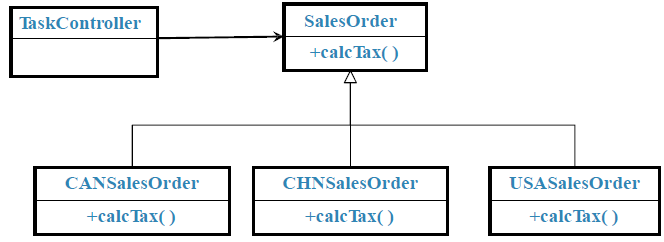 TaskController
SalesOrder
+calcTax( )
CANSalesOrder
+calcTax( )
CHNSalesOrder
+calcTax( )
USASalesOrder
+calcTax( )